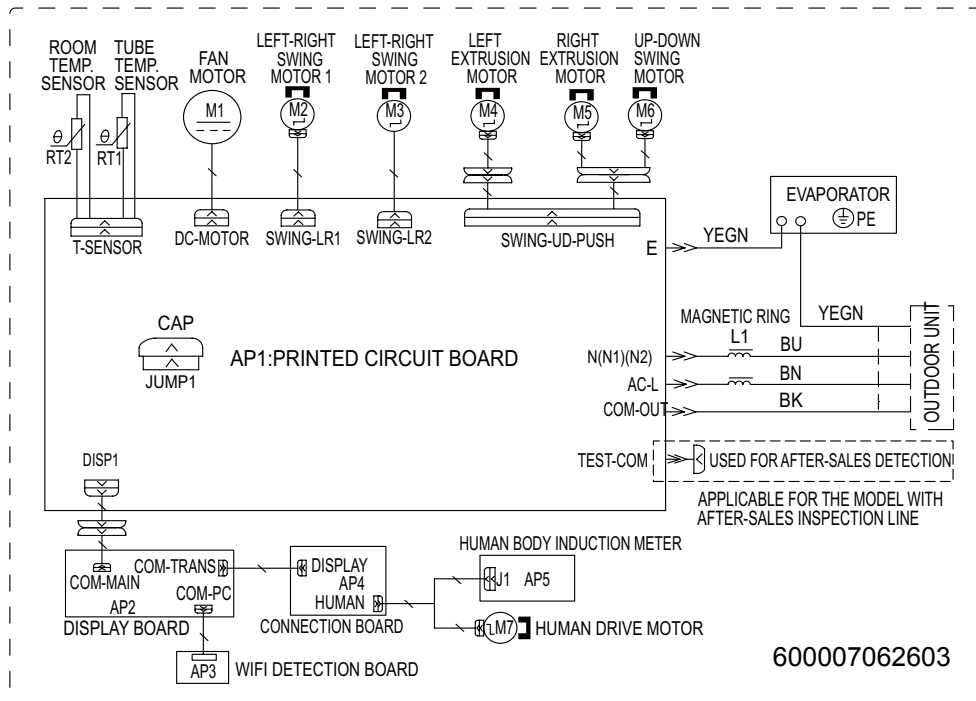 ROOM TEMP. SENSOR
TUBE TEMP. SENSOR
FAN MOTOR
LEFT-RIGHT SWING MOTOR 1
LEFT-RIGHT SWING MOTOR 2
LEFT EXTRUSION MOTOR
RIGHT EXTRUSION MOTOR
UP-DOWN SWING MOTOR
θ
RT2
θ
RT1
M1
M2
M3
M4
M5
M6
T-SENSOR
DC-MOTOR
SWING-LR1
SWING-LR2
SWING-UD-PUSH
EVAPORATOR
PE
E
YEGN
CAP
JUMP1
AP1:PRINTED CIRCUIT BOARD
MAGNETIC RING
L1
YEGN
N(N1)(N2)
BU
AC-L
BN
COM-OUT
BK
OUTDOOR UNIT
TEST-COM
USED FOR AFTER-SALES DETECTION
APPLICABLE FOR THE MODEL WITH
AFTER-SALES INSPECTION LINE
DISP1
COM-MAIN
COM-TRANS
COM-PC
AP2
DISPLAY BOARD
DISPLAY
AP4
HUMAN
CONNECTION BOARD
HUMAN BODY INDUCTION METER
J1
AP5
M7
HUMAN DRIVE MOTOR
AP3
WIFI DETECTION BOARD
600007062603